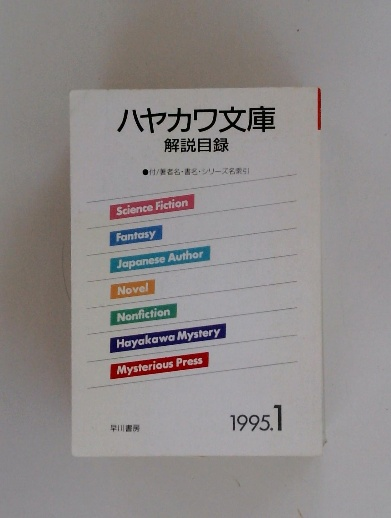 ハヤカワ文庫
解説目録
●付/著者名・書名・シリーズ名索引
Science Fiction
Fantasy
Japanese Author
Novel
Nonfiction
Hayakawa Mystery
Mysterious Press
早川書房
1995.1